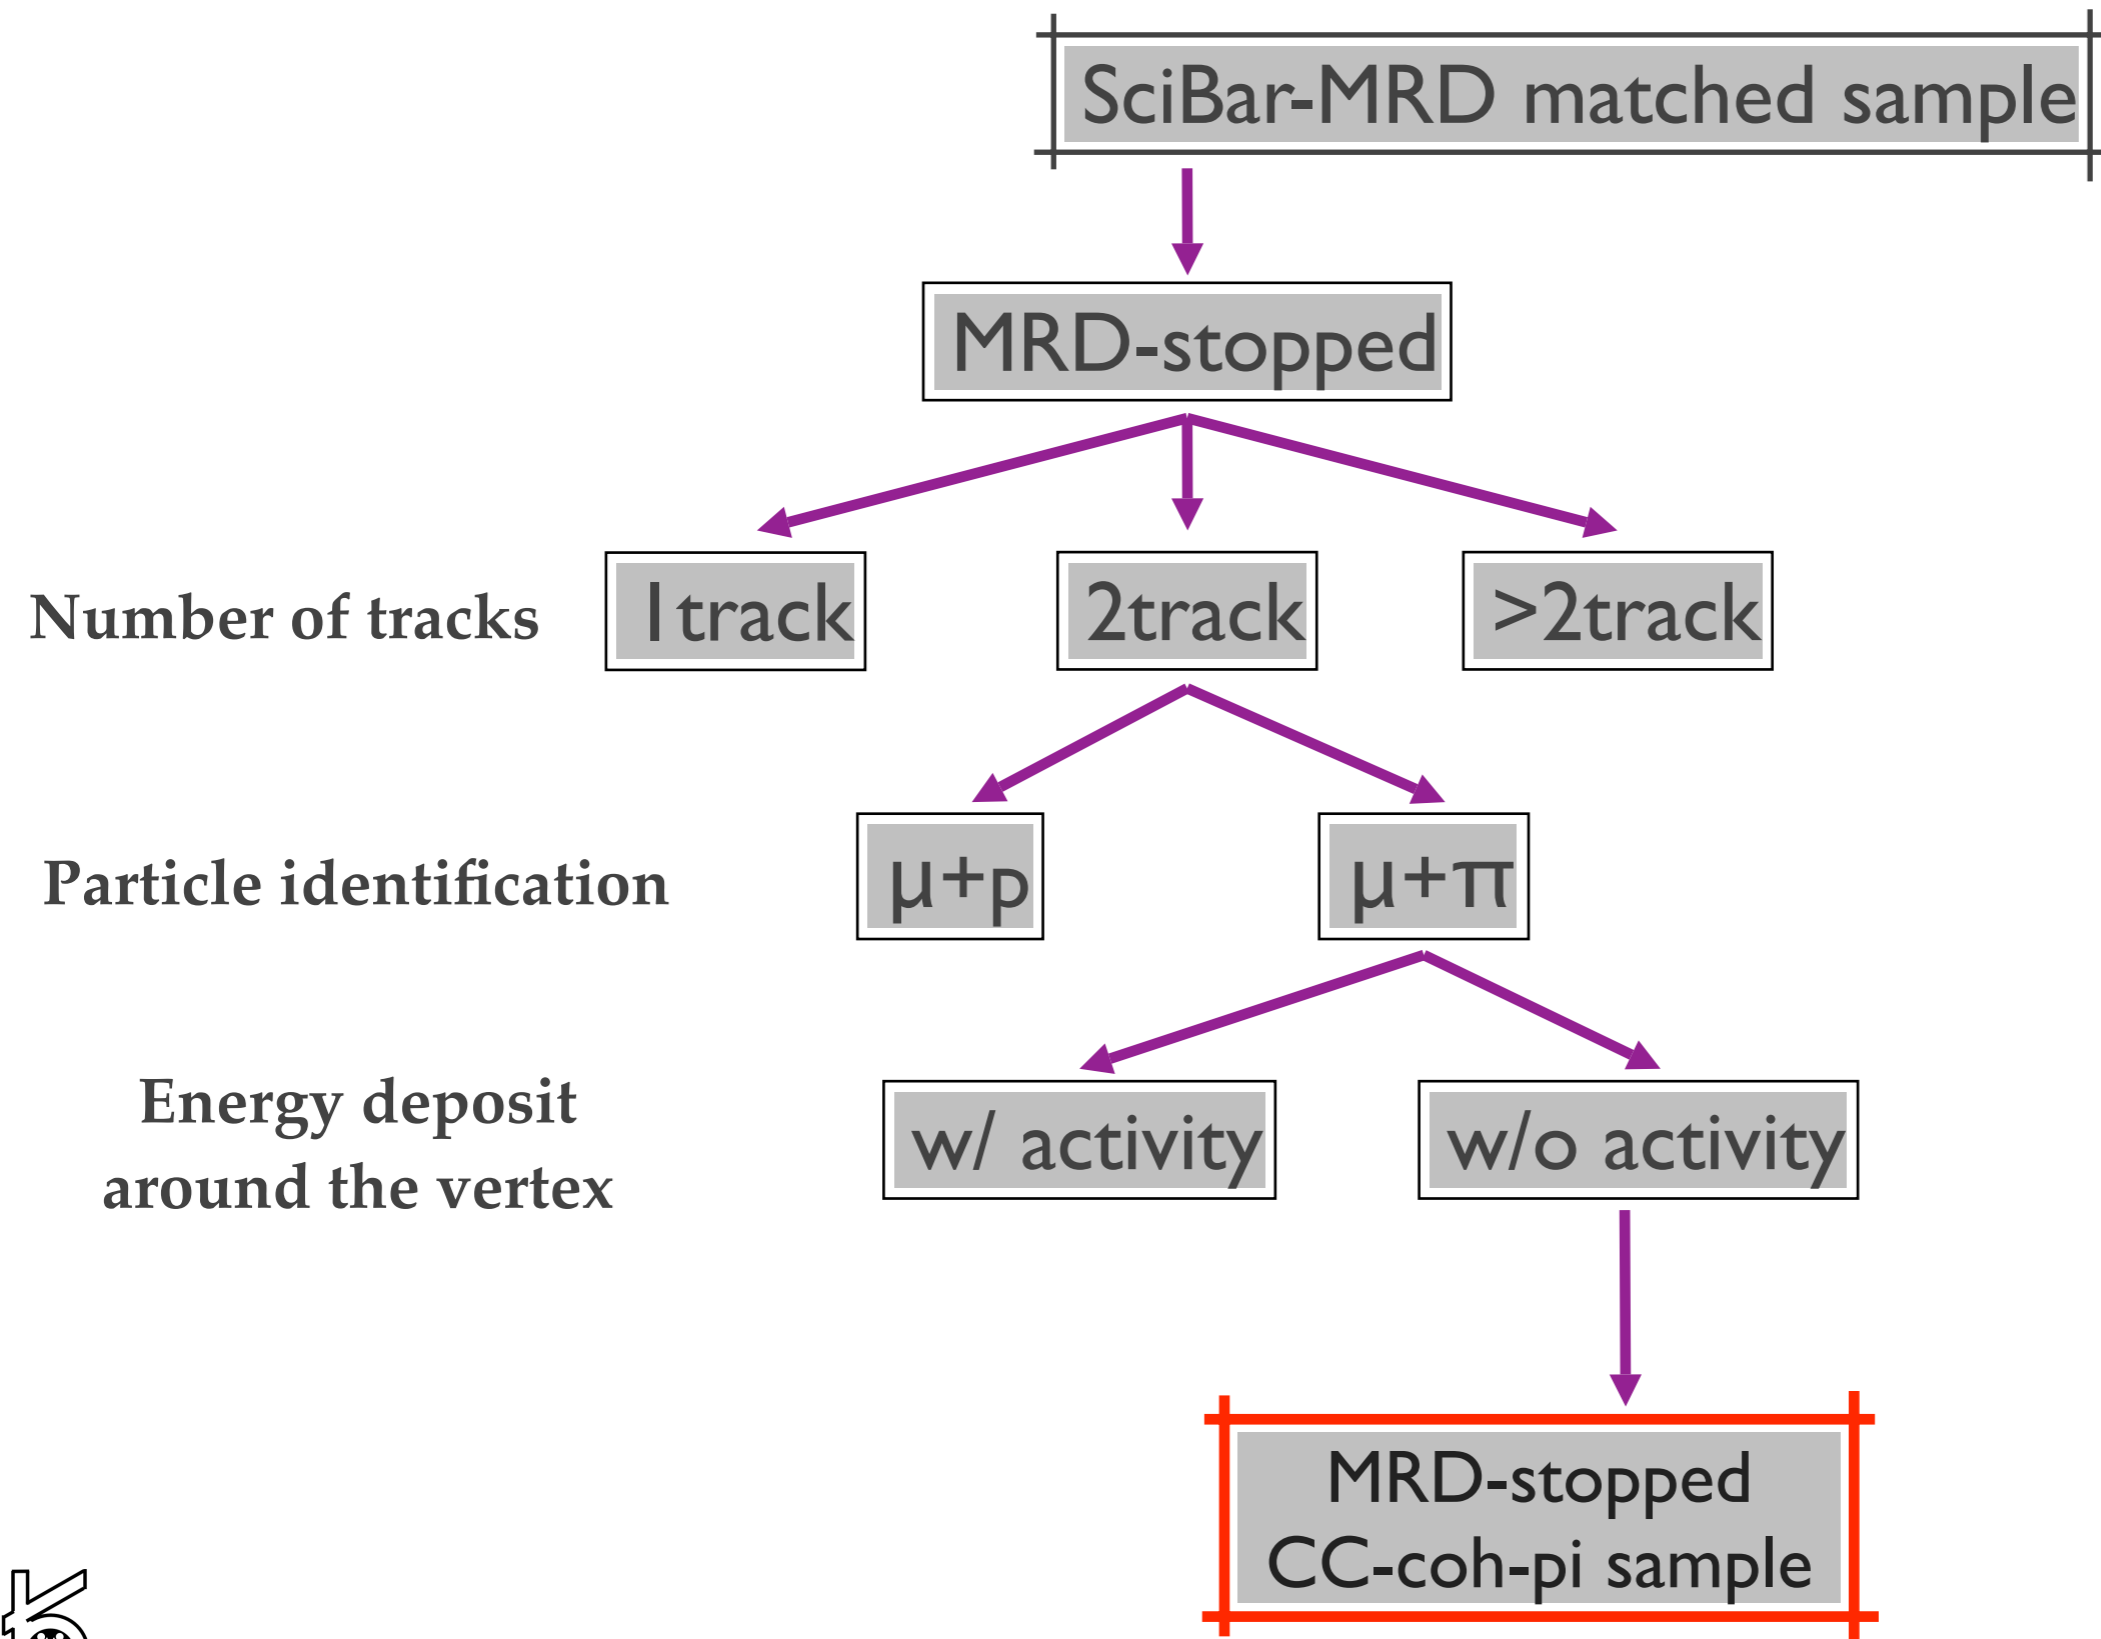 SciBar-MRD matched sample
MRD-stopped
Number of tracks
1track
2track
>2track
Particle identification
μ+p
μ+π
Energy deposit
around the vertex
w/ activity
w/o activity
MRD-stopped
CC-coh-pi sample